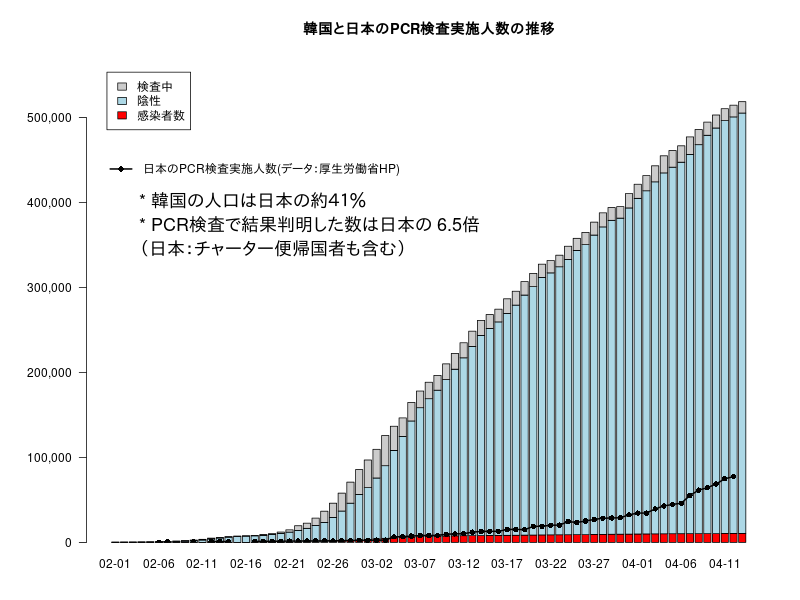 韓国と日本のPCR検査実施人数の推移
検査中
陰性
感染者数
日本のPCR検査実施人数(データ：厚生労働省HP)
* 韓国の人口は日本の約41%
* PCR検査で結果判明した数は日本の 6.5倍
（日本：チャーター便帰国者も含む）
500,000
400,000
300,000
200,000
100,000
0
02-01 02-06 02-11 02-16 02-21 02-26 03-02 03-07 03-12 03-17 03-22 03-27 04-01 04-06 04-11